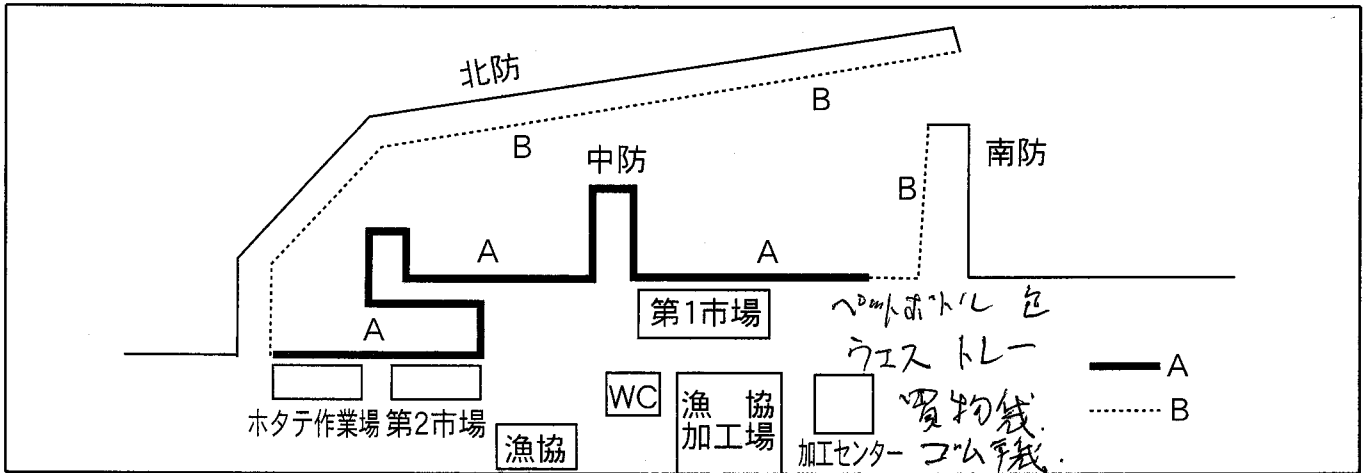 北防
B
B
中防
南防
B
A
A
第1市場
ペットボトル
A
ウエス トレー
A
B
WC
漁協
加工場
買物袋
ホタテ作業場
第2市場
漁協
加工センター
ゴム手袋